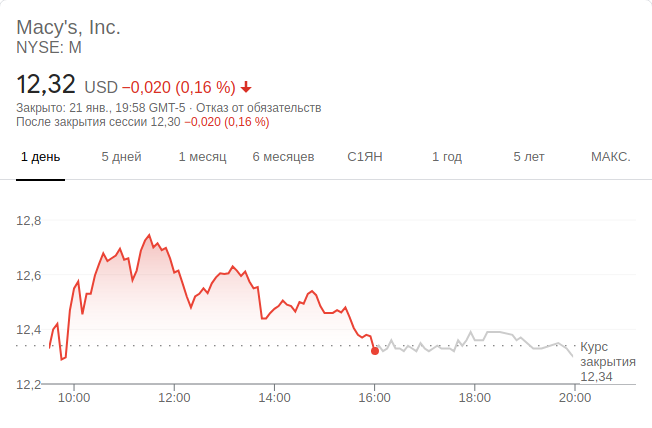 Macy's, Inc.
NYSE: M
12,32 USD −0,020 (0,16 %)
Закрыто: 21 янв., 19:58 GMT-5 · Отказ от обязательств
После закрытия сессии 12,30 −0,020 (0,16 %)
1 день 5 дней 1 месяц 6 месяцев С1ЯН 1 год 5 лет МАКС.
12,8
12,6
12,4
Курс
закрытия
12,34
12,2
10:00 12:00 14:00 16:00 18:00 20:00